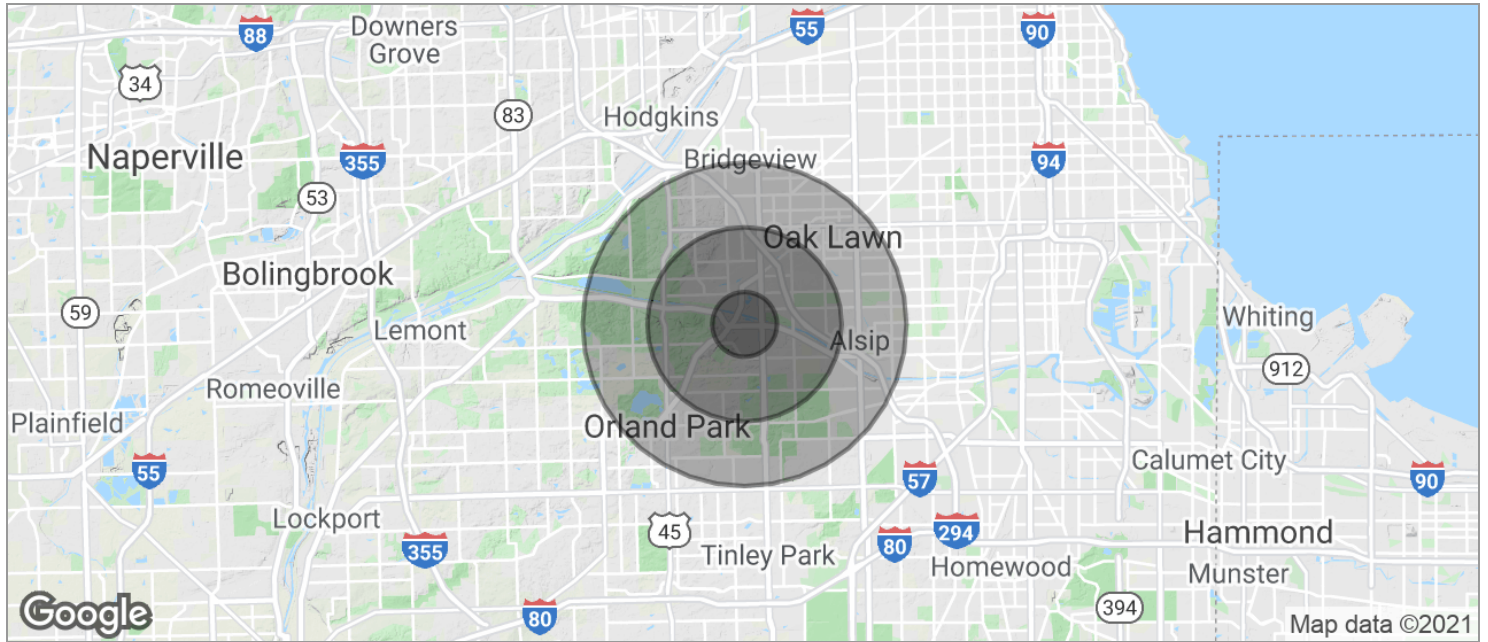 88
Downers
Grove
55
90
34
83
Hodgkins
Naperville
355
Bridgeview
94
53
Oak Lawn
Bolingbrook
59
Lemont
Whiting
Alsip
912
Romeoville
Plainfield
Orland Park
55
57
Calumet City
90
Lockport
45
294
Hammond
355
Tinley Park
80
Homewood
Munster
80
394
Google
Map data ©2021